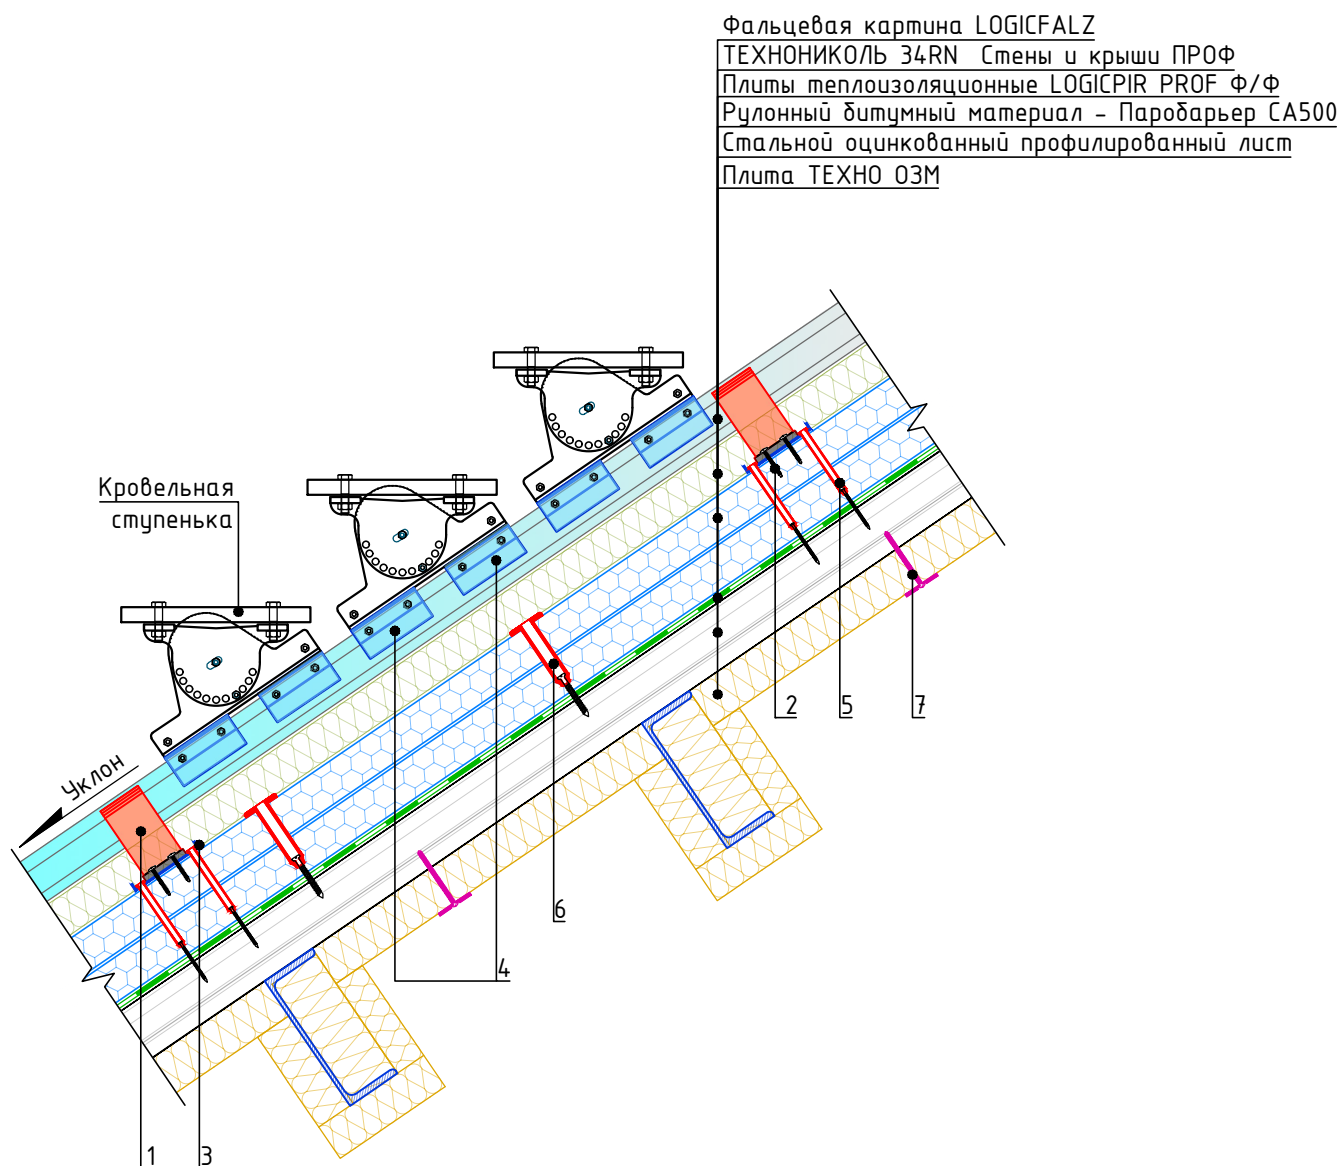 Фальцевая картина LOGICFALZ
ТЕХНОНИКОЛЬ 34RN Стены и крыши ПРОФ
Плиты теплоизоляционные LOGICPIR PROF Ф/Ф
Рулонный битумный материал – Паробарьер СА500
Стальной оцинкованный профилированный лист
Плита ТЕХНО ОЗМ
Кровельная
ступенька
Уклон
2
5
7
6
4
1
3